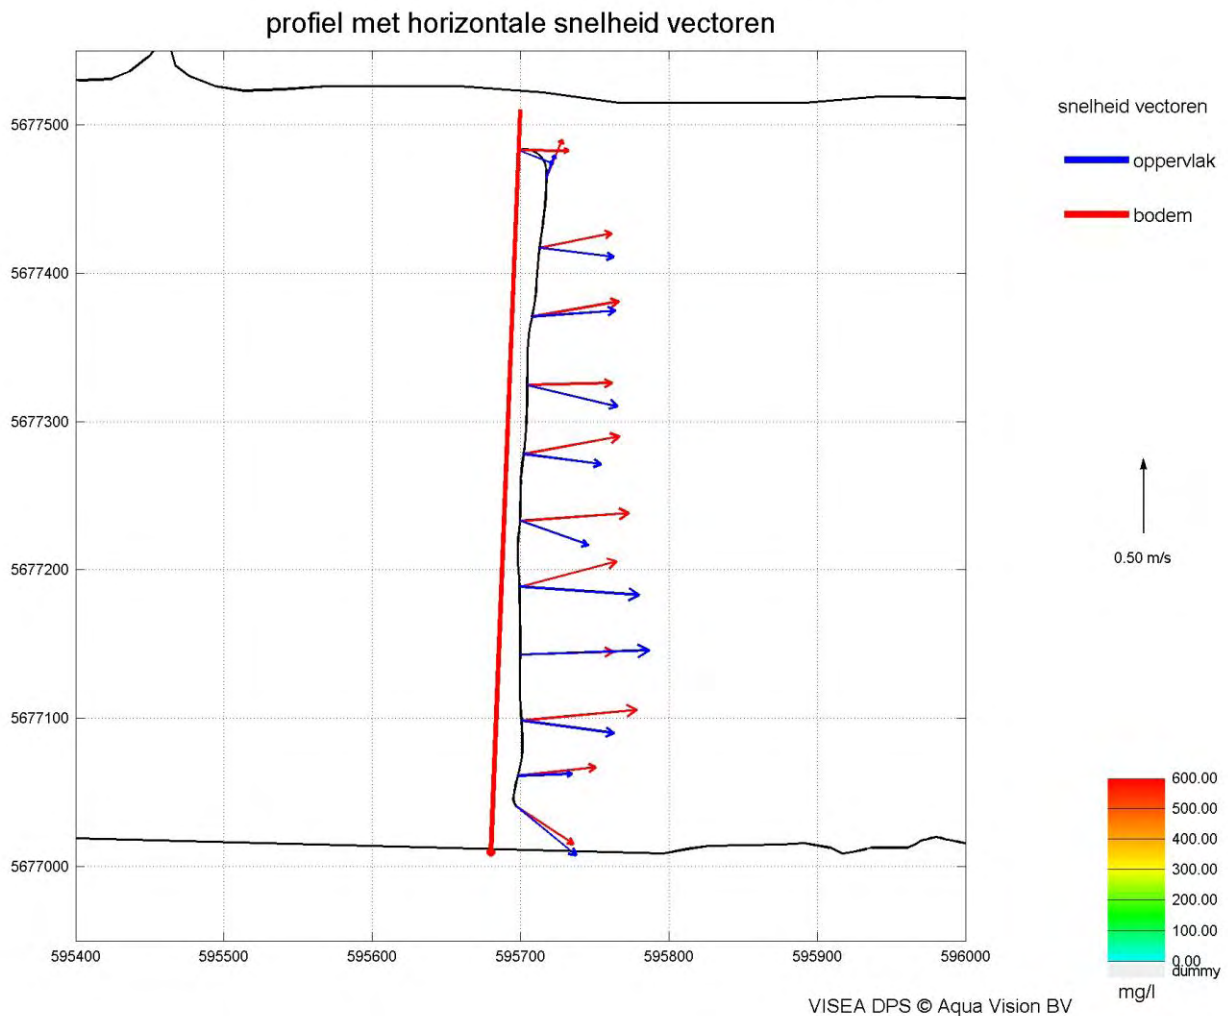 profiel met horizontale snelheid vectoren
snelheid vectoren
oppervlak
bodem
5677500
5677400
5677300
5677200
5677100
5677000
0.50 m/s
595400 595500 595600 595700 595800 595900 596000
600.00
500.00
400.00
300.00
200.00
100.00
0.00
dummy
mg/l
VISEA DPS © Aqua Vision BV